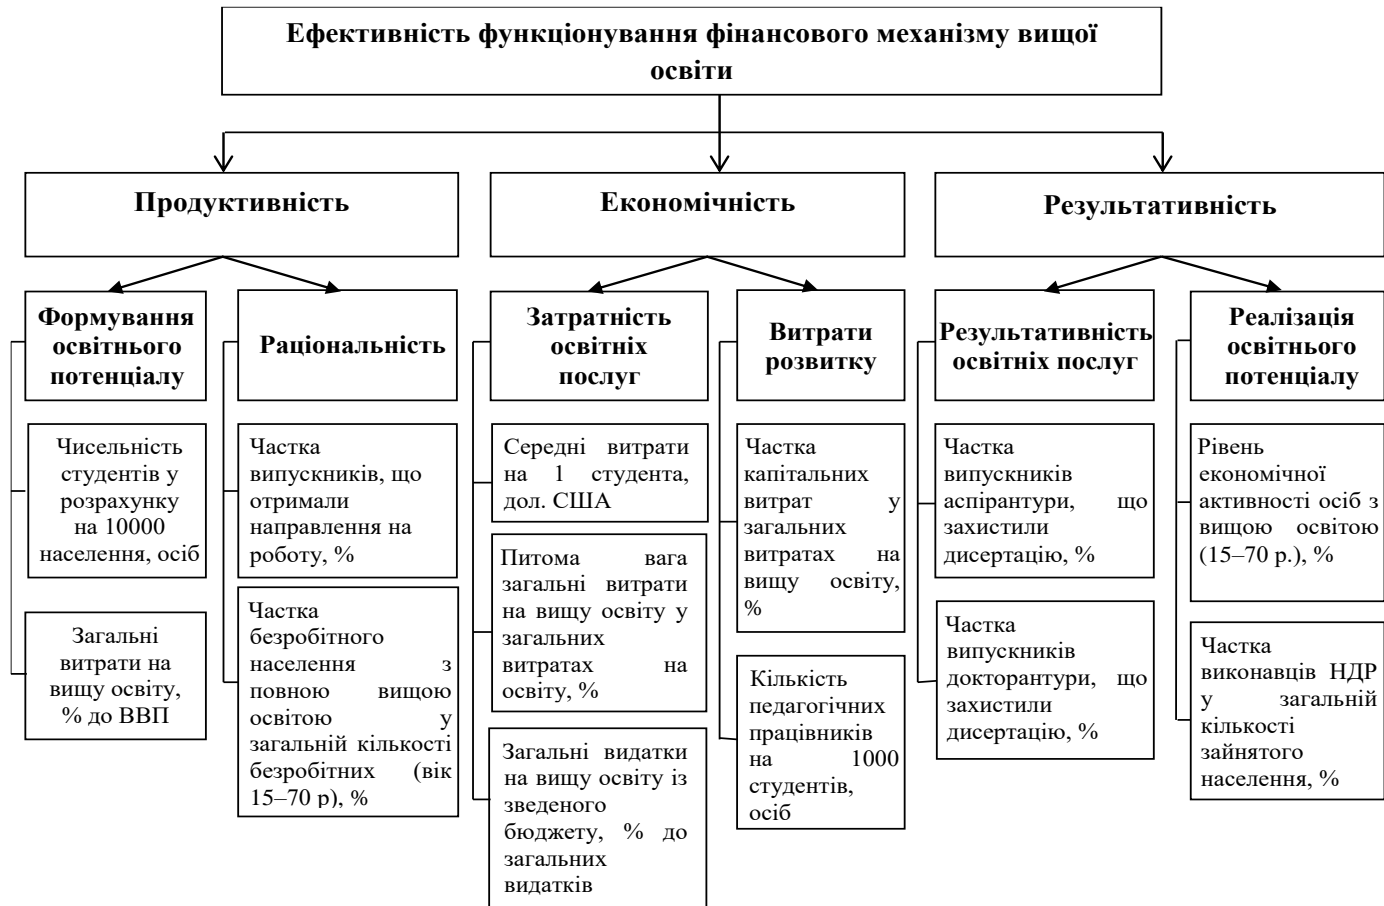 Ефективність функціонування фінансового механізму вищої
освіти
Продуктивність
Економічність
Результативність
Формування
освітнього
потенціалу
Раціональність
Затратність
освітніх
послуг
Витрати
розвитку
Результативність
освітніх послуг
Реалізація
освітнього
потенціалу
Чисельність
студентів у
розрахунку
на 10000
населення, осіб
Загальні
витрати на
вищу освіту,
% до ВВП
Частка
випускників, що
отримали
направлення на
роботу, %
Частка
безробітного
населення з
повною вищою
освітою у
загальній кількості
безробітних (вік
15–70 р), %
Середні витрати
на 1 студента,
дол. США
Питома вага
загальні витрати
на вищу освіту у
загальних
витратах на
освіту, %
Загальні видатки
на вищу освіту із
зведеного
бюджету, % до
загальних
видатків
Частка
капітальних
витрат у
загальних
витратах на
вищу освіту,
%
Кількість
педагогічних
працівників
на 1000
студентів,
осіб
Частка
випускників
аспірантури, що
захистили
дисертацію, %
Частка
випускників
докторантури, що
захистили
дисертацію, %
Рівень
економічної
активності осіб з
вищою освітою
(15–70 р.), %
Частка
виконавців НДР
у загальній
кількості
зайнятого
населення, %